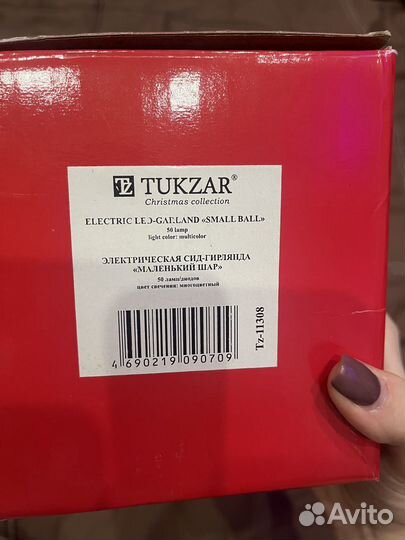 TZ TUKZAR®
Christmas collection
ELECTRIC LED-GARLAND «SMALL BALL»
50 lamp
light color: multicolor
ЭЛЕКТРИЧЕСКАЯ СИД-ГИРЛЯНДА
«МАЛЕНЬКИЙ ШАР»
50 ламп/диодов
цвет свечения: многоцветный
4 690219 090709
Tz-11308
Avito